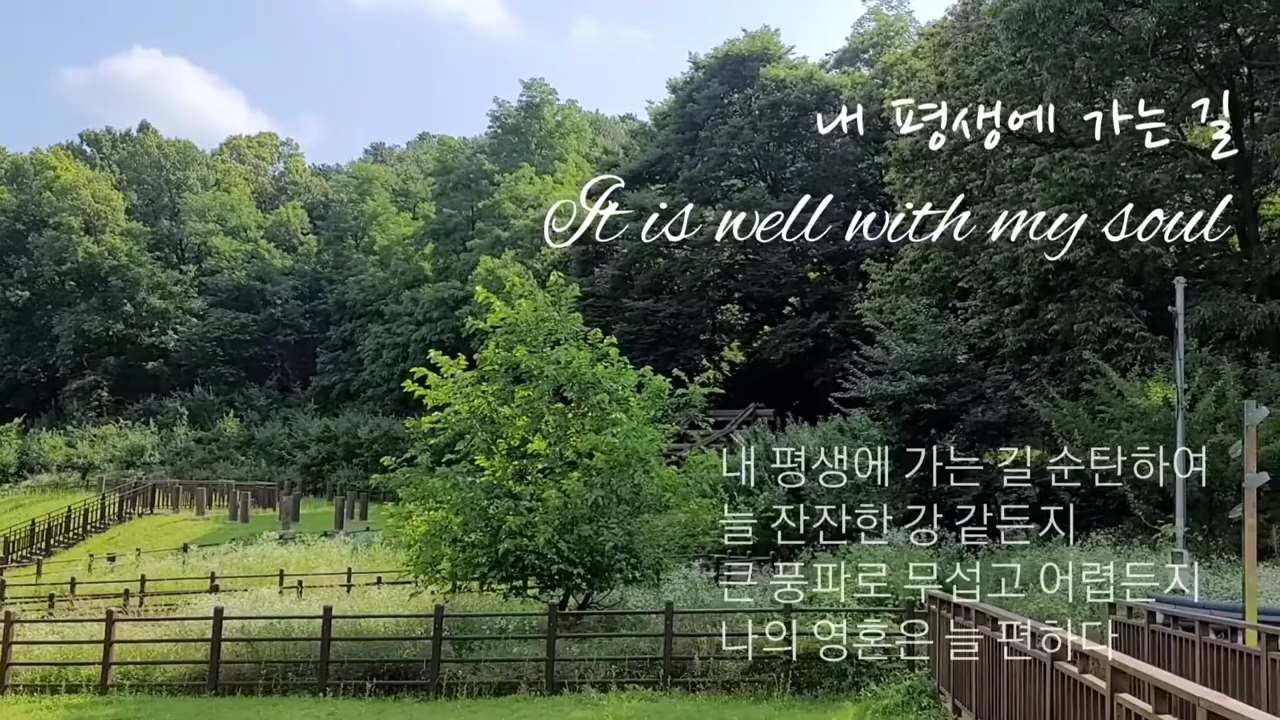 내 평생에 가는 길
It is well with my soul
내 평생에 가는 길 순탄하여
늘 잔잔한 강 같든지
큰 풍파로 무섭고 어렵든지
나의 영혼은 늘 편하다